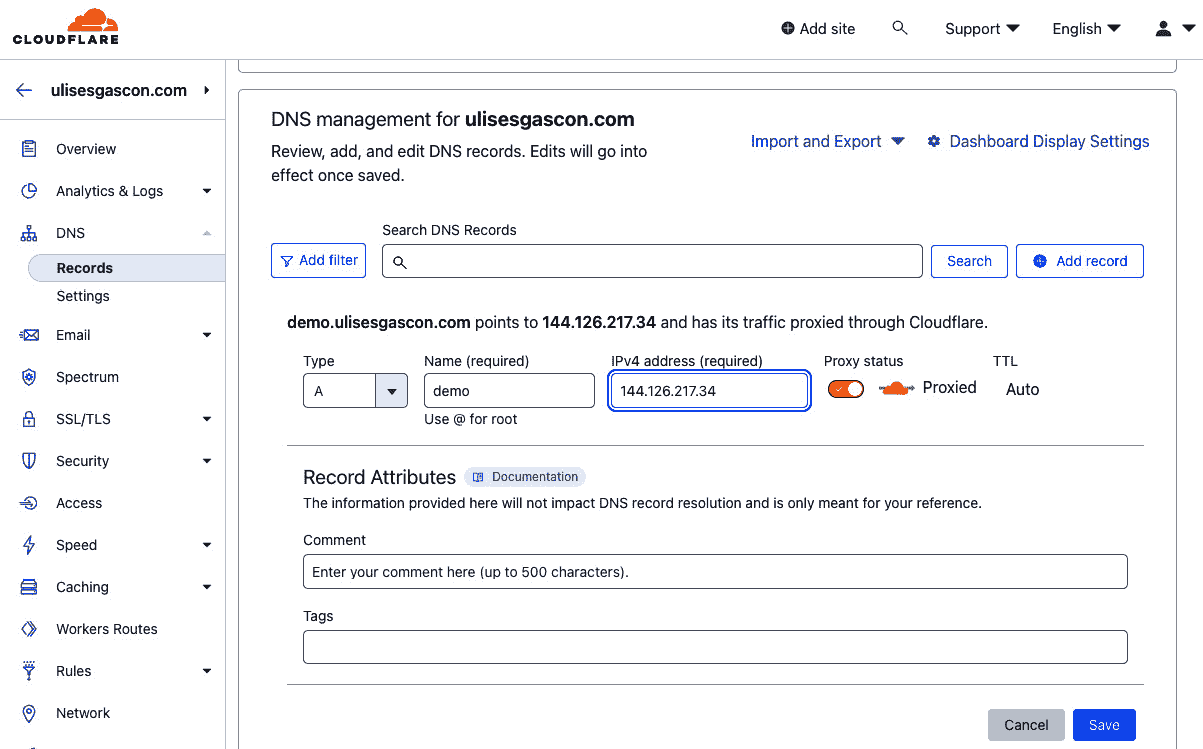 CLOUDFLARE
Add site
Support
English
ulisesgascon.com
Overview
Analytics & Logs
DNS
Records
Settings
Email
Spectrum
SSL/TLS
Security
Access
Speed
Caching
Workers Routes
Rules
Network
DNS management for ulisesgascon.com
Review, add, and edit DNS records. Edits will go into
effect once saved.
Import and Export
Dashboard Display Settings
Search DNS Records
Add filter
Search
Add record
demo.ulisesgascon.com points to 144.126.217.34 and has its traffic proxied through Cloudflare.
Type
Name (required)
IPv4 address (required)
Proxy status
TTL
A
demo
144.126.217.34
Proxied
Auto
Use @ for root
Record Attributes
Documentation
The information provided here will not impact DNS record resolution and is only meant for your reference.
Comment
Enter your comment here (up to 500 characters).
Tags
Cancel
Save